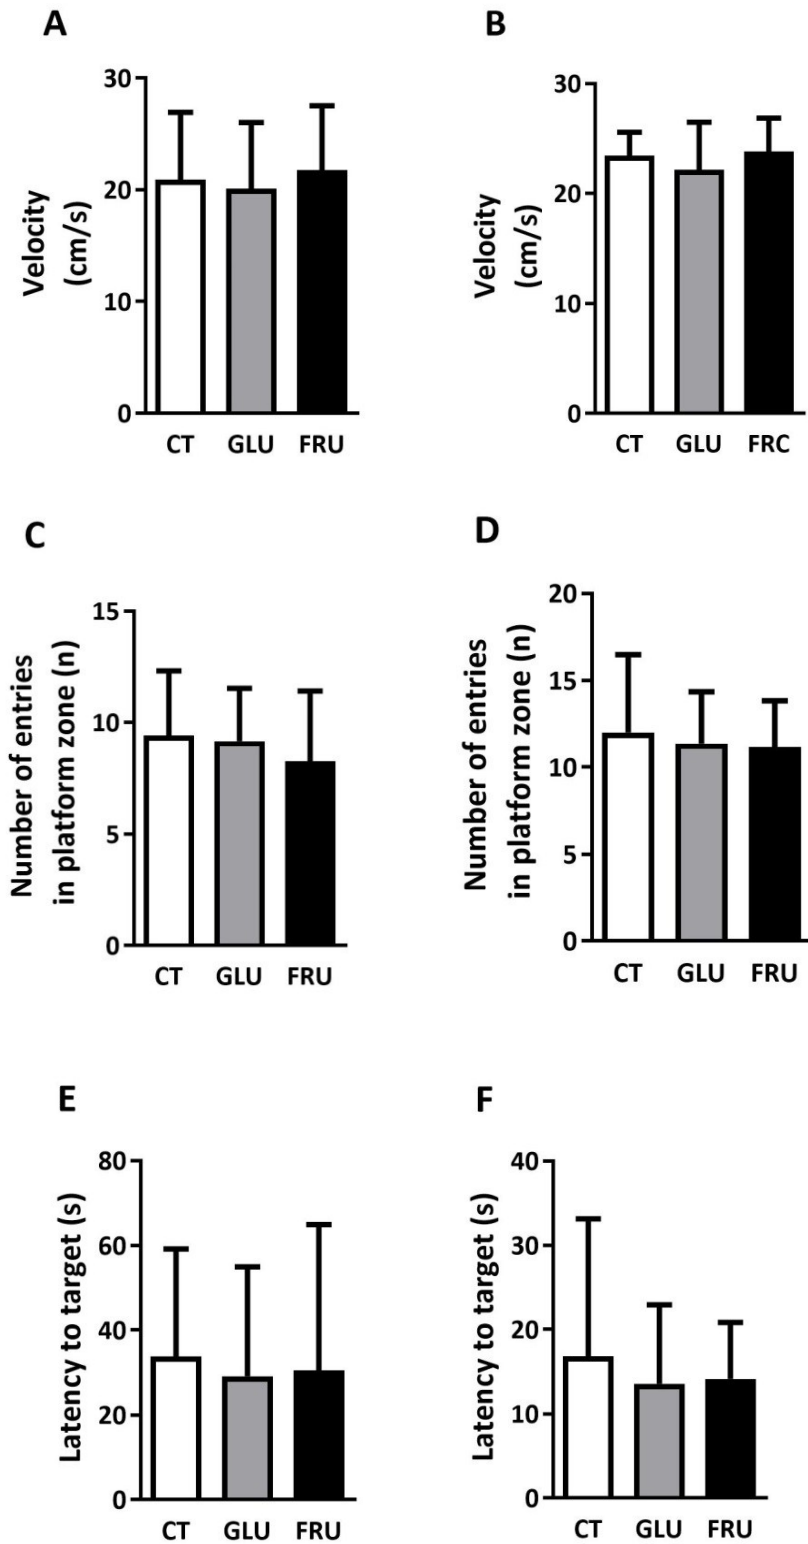 A
Velocity
(cm/s)
30
20
10
0
CT GLU FRU
B
Velocity
(cm/s)
30
20
10
0
CT GLU FRC
C
Number of entries
in platform zone (n)
15
10
5
0
CT GLU FRU
D
Number of entries
in platform zone (n)
20
15
10
5
0
CT GLU FRU
E
Latency to target (s)
80
60
40
20
0
CT GLU FRU
F
Latency to target (s)
40
30
20
10
0
CT GLU FRU